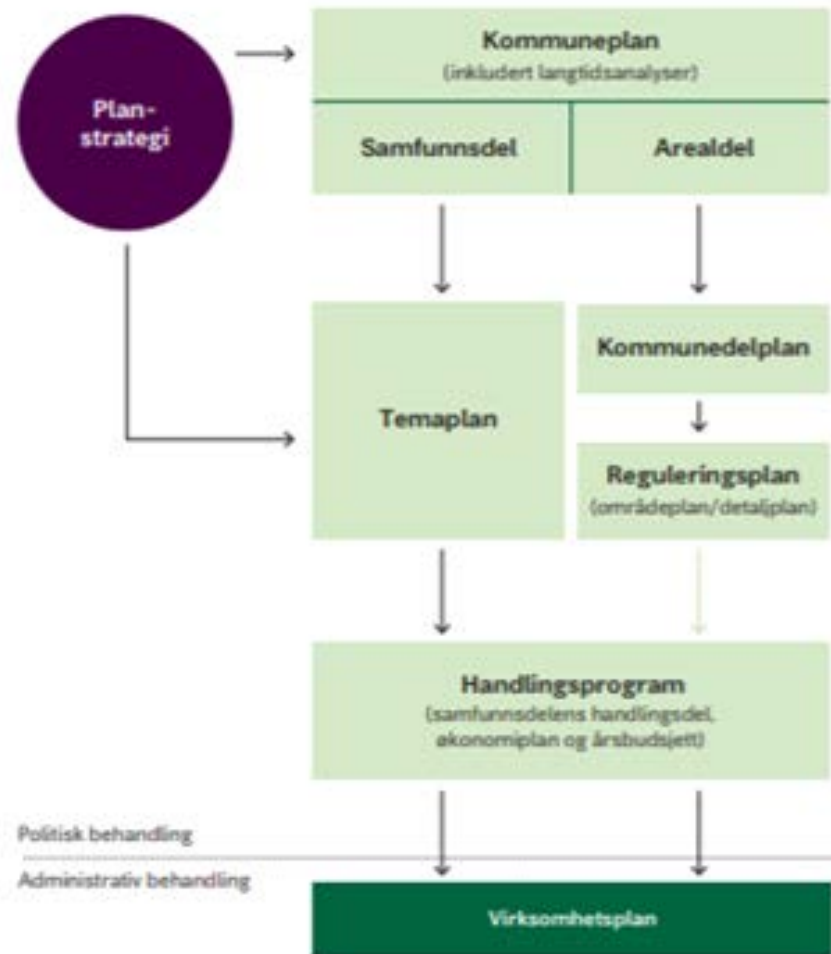 Plan-
strategi
Kommuneplan
(inkludert langtidsanalyser)
Samfunnsdel
Arealdel
Temaplan
Kommunedelplan
Reguleringsplan
(områdeplan/detaljplan)
Handlingsprogram
(samfunnsdelens handlingsdel,
økonomiplan og årsbudsjett)
Politisk behandling
Administrativ behandling
Virksomhetsplan